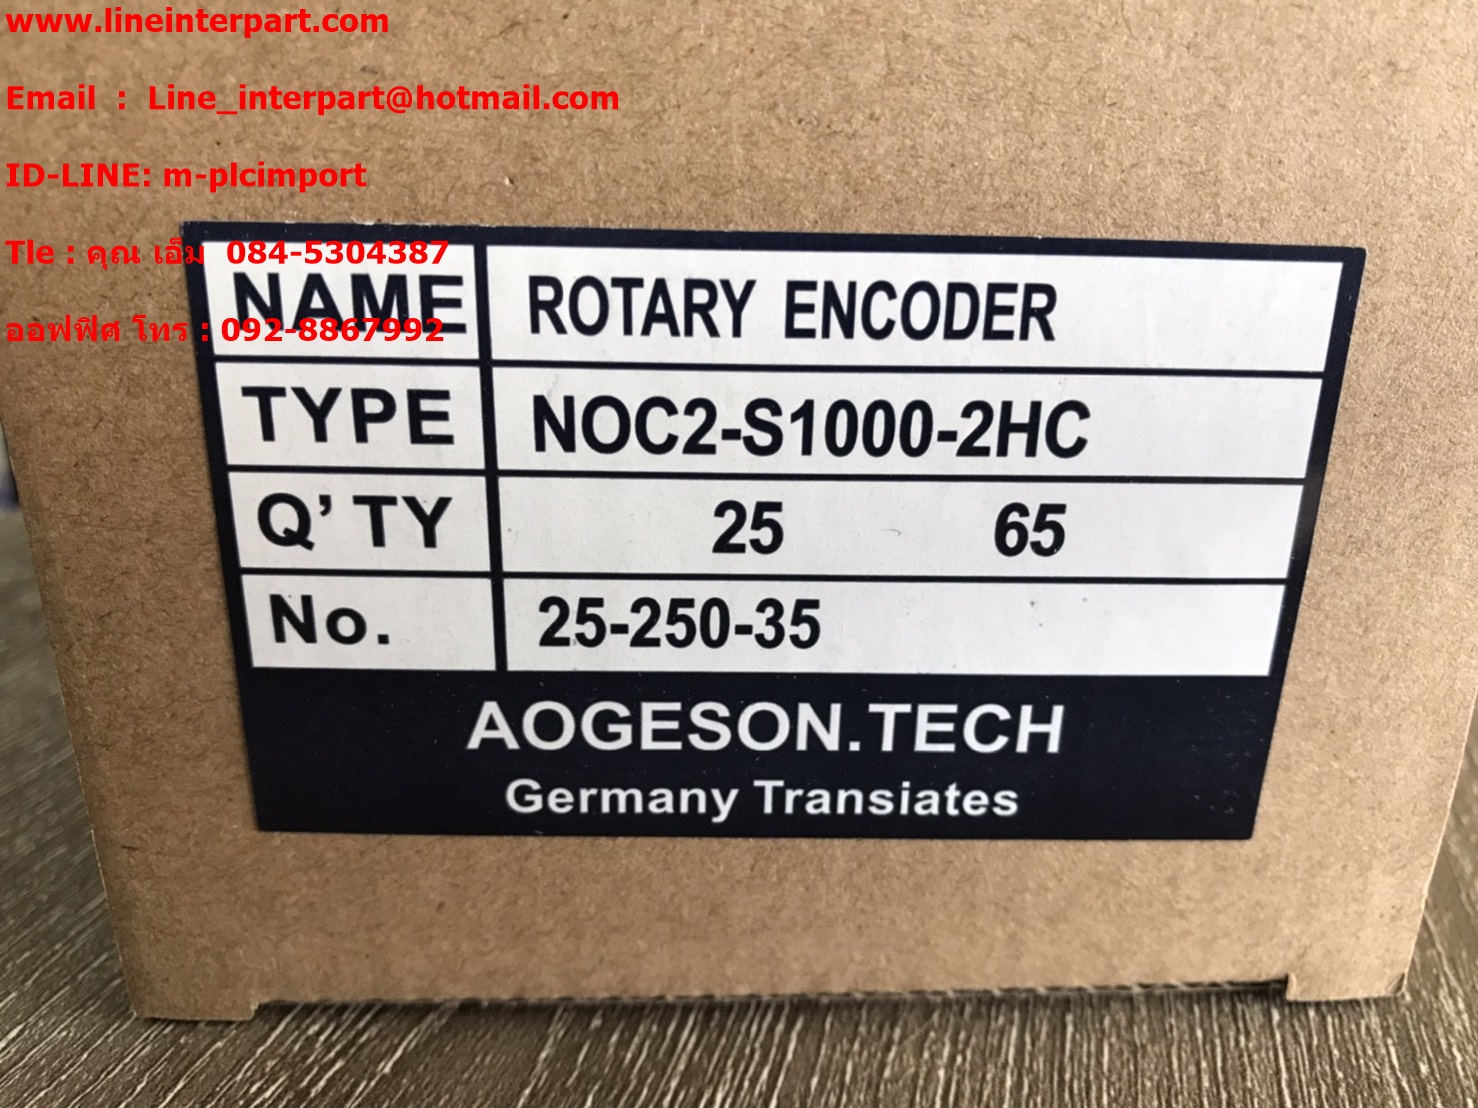 www.lineinterpart.com
Email : Line_interpart@hotmail.com
ID-LINE: m-plcimport
Tle : คุณ เอ็ม 084-5304387
ออฟฟิศ โทร : 092-8867992
NAME ROTARY ENCODER
TYPE NOC2-S1000-2HC
Q'TY 25 65
No. 25-250-35
AOGESON.TECH
Germany Transiates